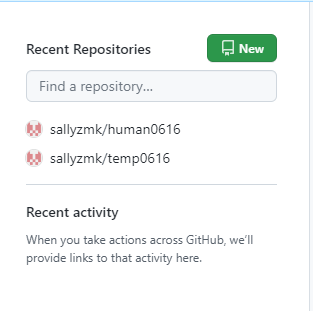 Recent Repositories
New
Find a repository…
sallyzmk/human0616
sallyzmk/temp0616
Recent activity
When you take actions across GitHub, we’ll
provide links to that activity here.